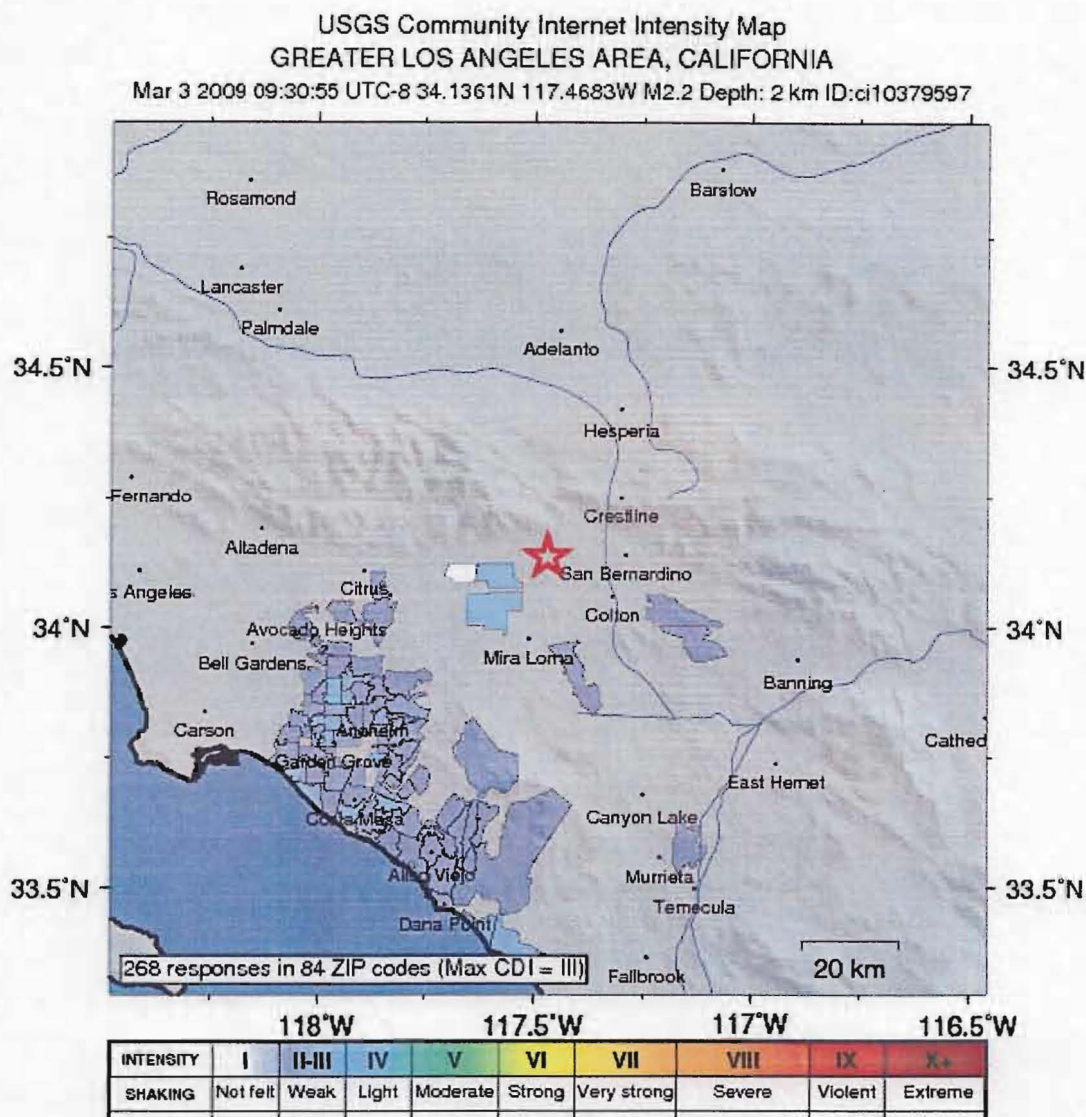 USGS Community Internet Intensity Map
GREATER LOS ANGELES AREA, CALIFORNIA
Mar 3 2009 09:30:55 UTC-8 34.1361N 117.4683W M2.2 Depth: 2 km ID:ci10379597
Rosamond
Barstow
Lancaster
Palmdale
Adelanto
34.5˚N
34.5˚N
Hesperia
Fernando
Crestline
Altadena
San Bernardino
Citrus
s Angeles
Colton
34˚N
Avocado Heights
34˚N
Mira Loma
Bell Gardens
Banning
Carson
Anaheim
Cathed
Garden Grove
East Hemet
Costa Mesa
Canyon Lake
Aliso Viejo
Murrieta
33.5˚N
33.5˚N
Temecula
Dana Point
268 responses in 84 ZIP codes (Max CDI = III)
Fallbrook
20 km
118˚W
117.5˚W
117˚W
116.5˚W
INTENSITY I II-III IV V VI VII VIII IX X+
SHAKING Not felt Weak Light Moderate Strong Very strong Severe Violent Extreme